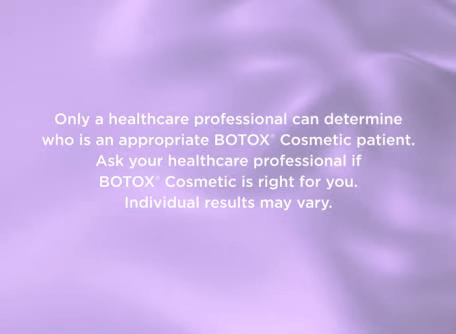 Only a healthcare professional can determine
who is an appropriate BOTOX® Cosmetic patient.
Ask your healthcare professional if
BOTOX® Cosmetic is right for you.
Individual results may vary.